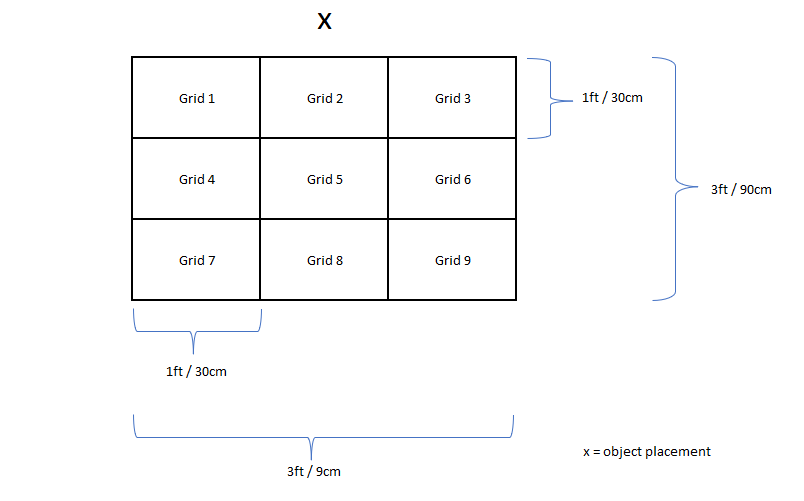 X
Grid 1
Grid 2
Grid 3
1ft / 30cm
Grid 4
Grid 5
Grid 6
3ft / 90cm
Grid 7
Grid 8
Grid 9
1ft / 30cm
x = object placement
3ft / 9cm